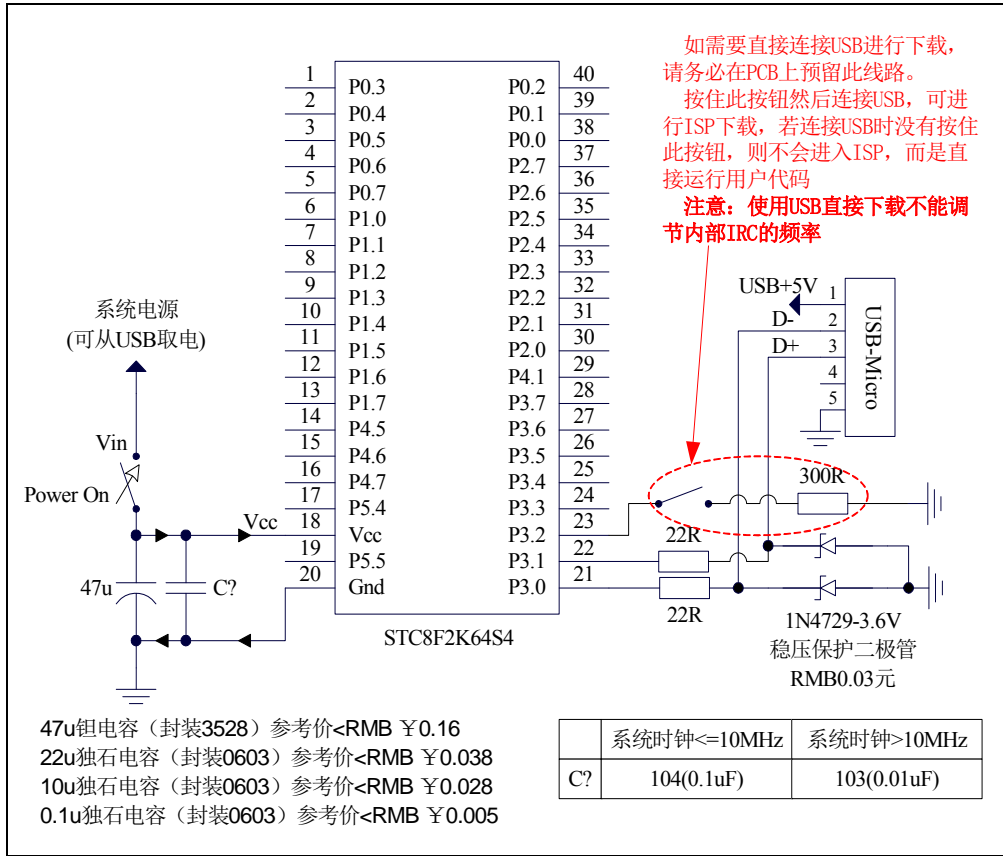 如需要直接连接USB进行下载，
请务必在PCB上预留此线路。
按住此按钮然后连接USB，可进
行ISP下载，若连接USB时没有按住
此按钮，则不会进入ISP，而是直
接运行用户代码
注意：使用USB直接下载不能调
节内部IRC的频率
1 P0.3 P0.2 40
2 P0.4 P0.1 39
3 P0.5 P0.0 38
4 P0.6 P2.7 37
5 P0.7 P2.6 36
6 P1.0 P2.5 35
7 P1.1 P2.4 34
8 P1.2 P2.3 33
9 P1.3 P2.2 32
10 P1.4 P2.1 31
11 P1.5 P2.0 30
12 P1.6 P4.1 29
13 P1.7 P3.7 28
14 P4.5 P3.6 27
15 P4.6 P3.5 26
16 P4.7 P3.4 25
17 P5.4 P3.3 24
18 Vcc P3.2 23
19 P5.5 P3.1 22
20 Gnd P3.0 21
STC8F2K64S4
系统电源
(可从USB取电)
Vin
Power On
Vcc
47u
C?
USB+5V
D-
D+
1
2
3
4
5
USB-Micro
300R
22R
22R
1N4729-3.6V
稳压保护二极管
RMB0.03元
47u钽电容（封装3528）参考价<RMB ￥0.16
22u独石电容（封装0603）参考价<RMB ￥0.038
10u独石电容（封装0603）参考价<RMB ￥0.028
0.1u独石电容（封装0603）参考价<RMB ￥0.005
系统时钟<=10MHz 系统时钟>10MHz
C? 104(0.1uF) 103(0.01uF)